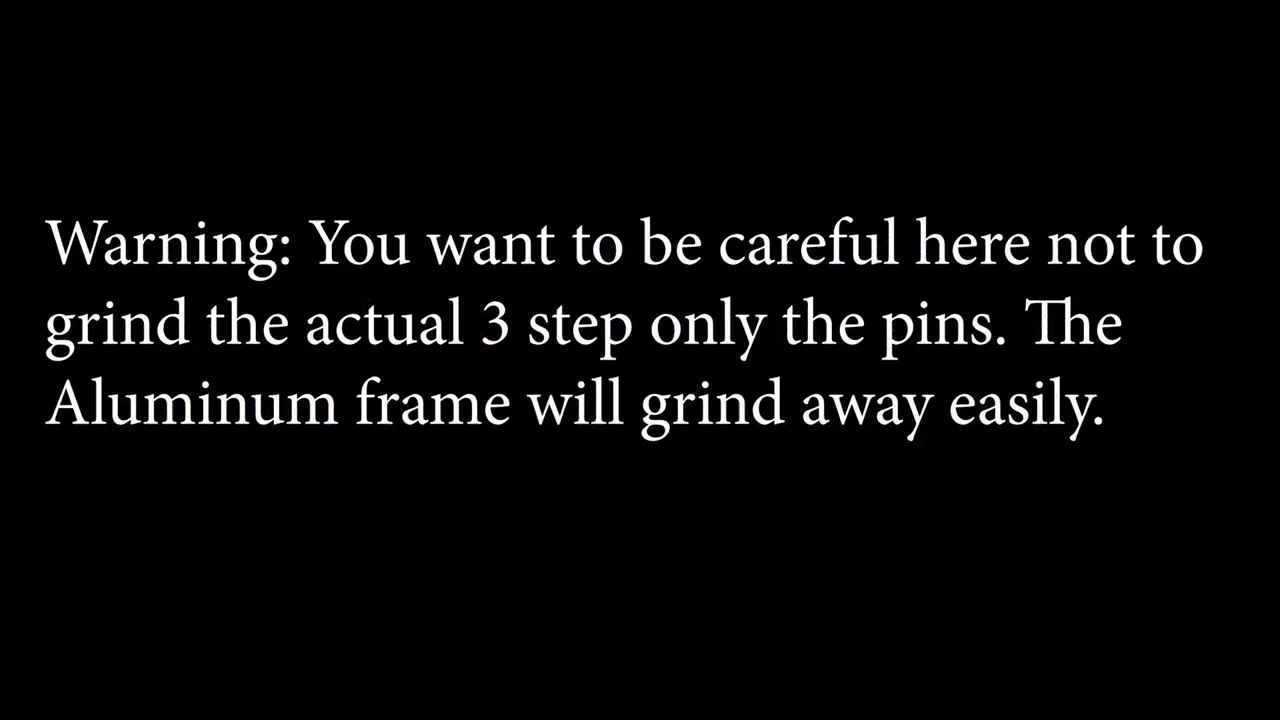 Warning: You want to be careful here not to
grind the actual 3 step only the pins. The
Aluminum frame will grind away easily.